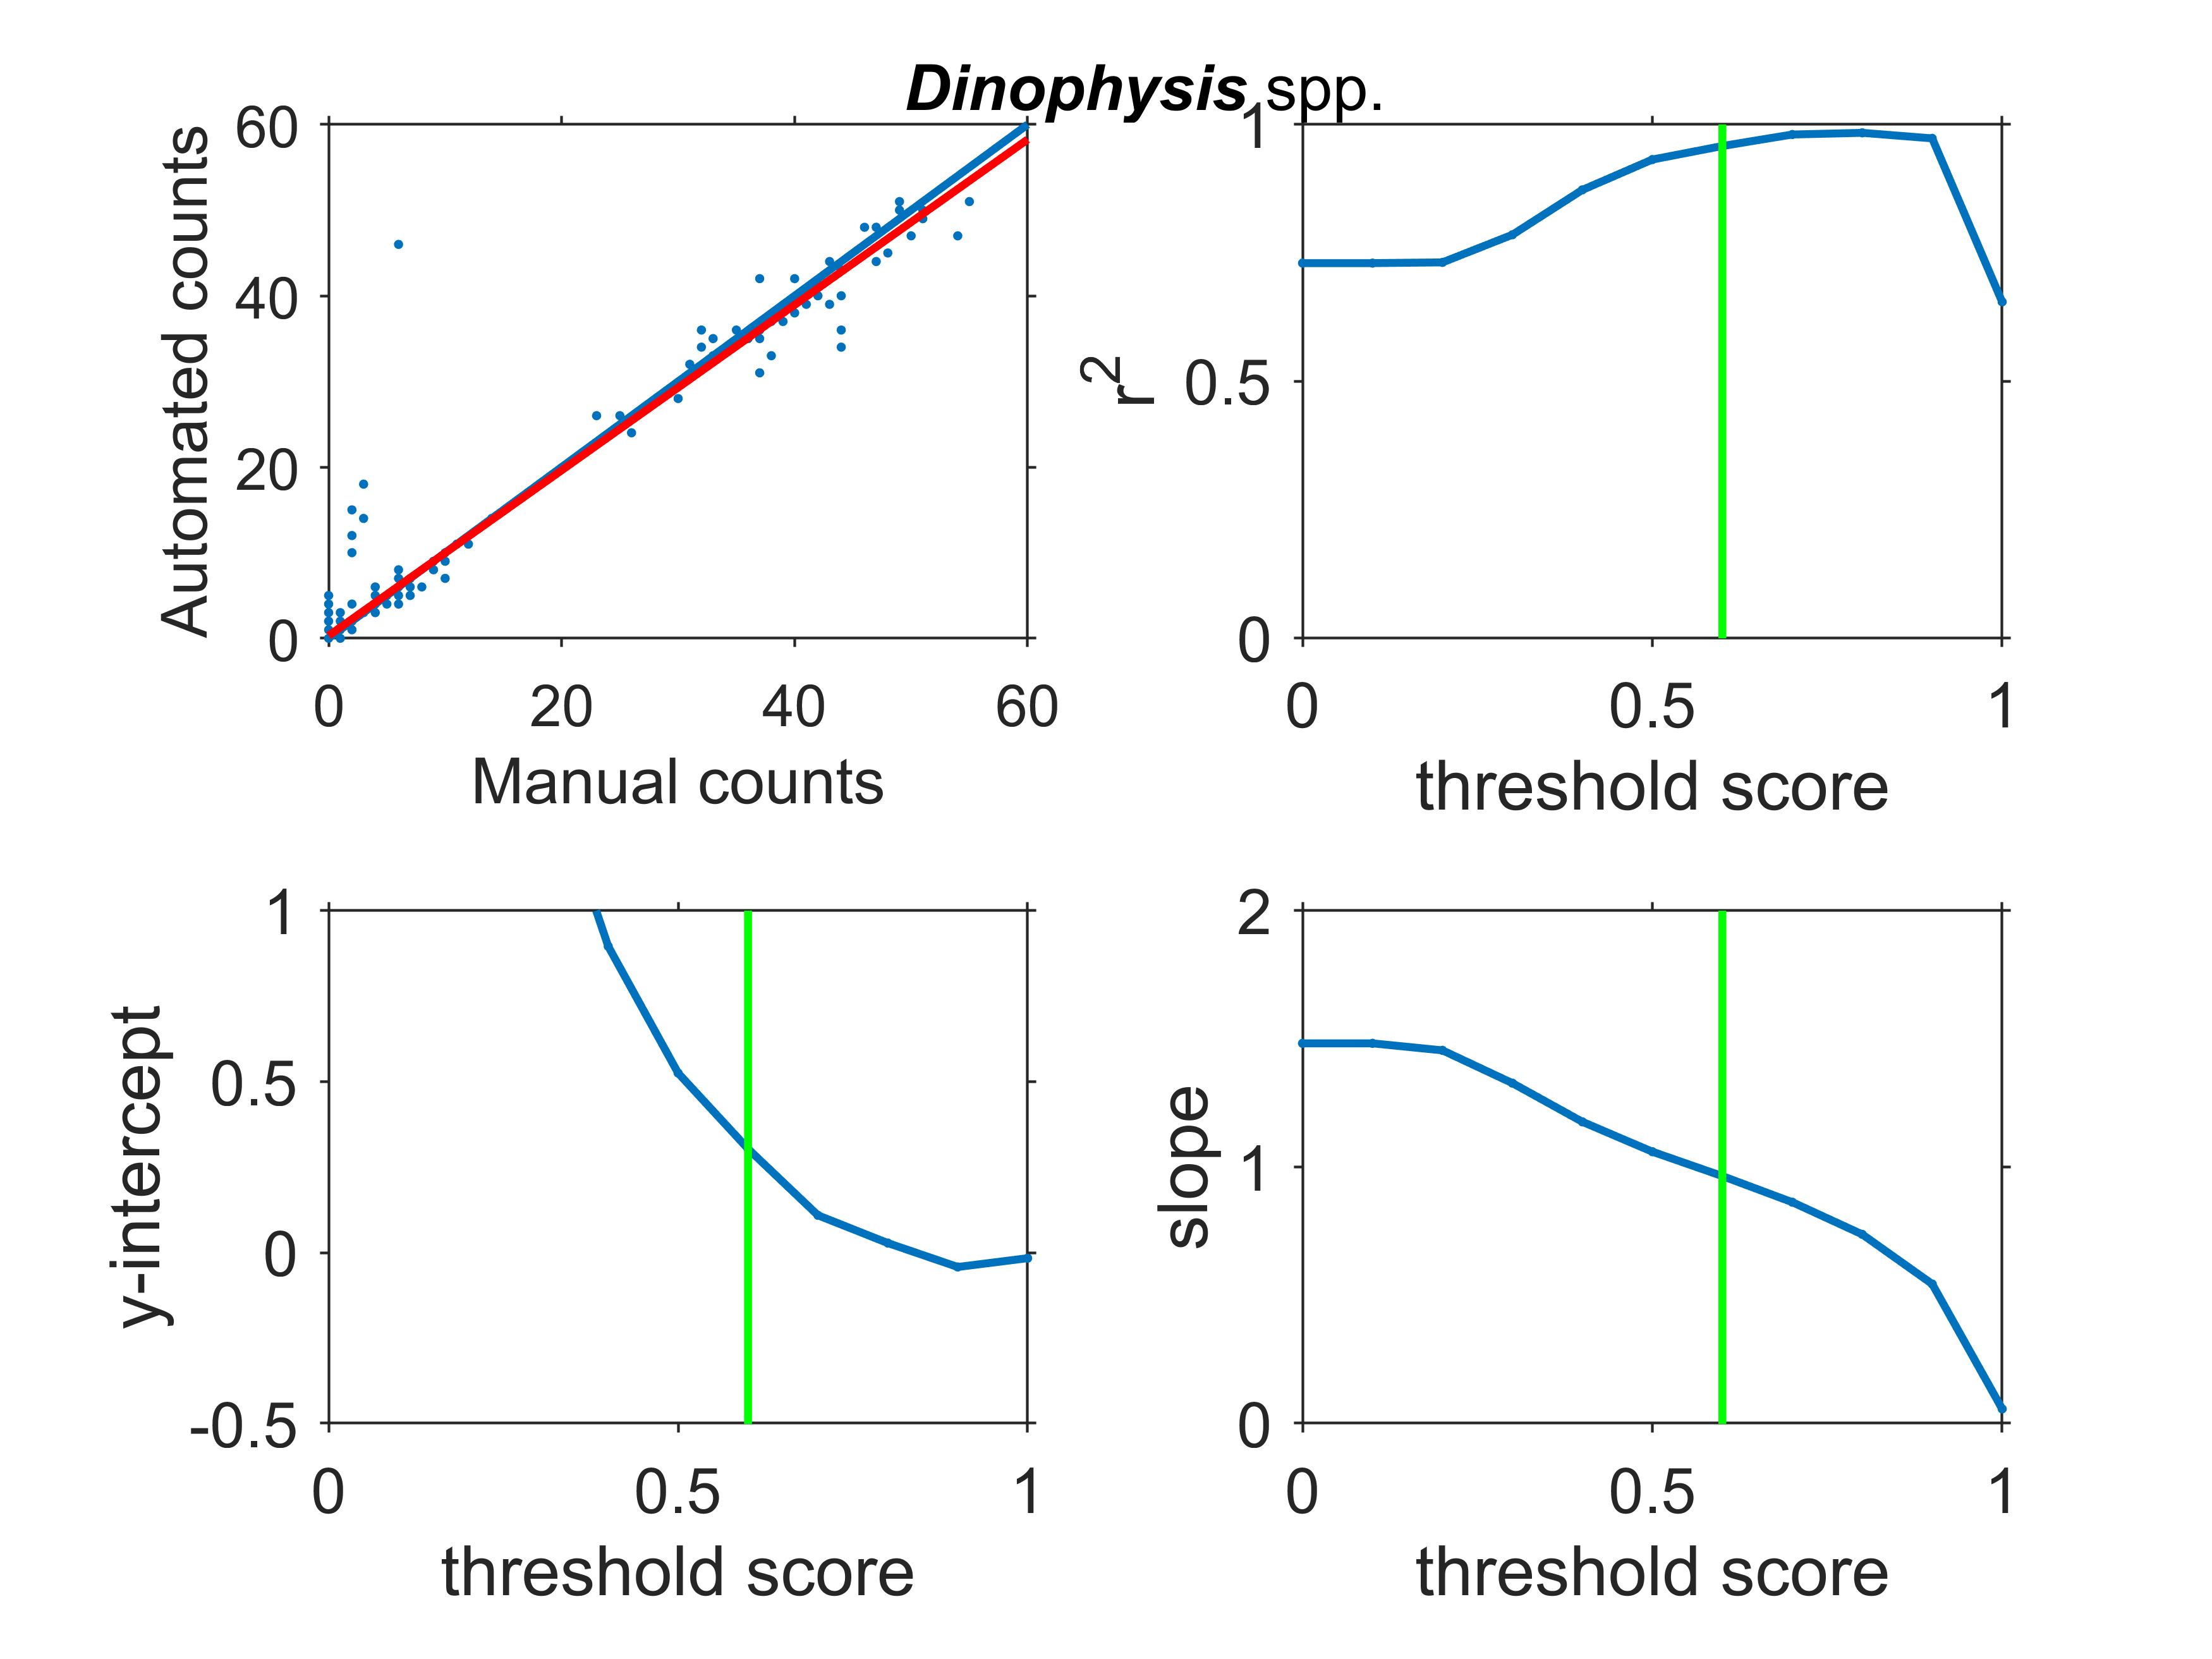 Dinophysis spp.
60
40
20
0
Automated counts
0 20 40 60
Manual counts
1
0.5
0
r²
0 0.5 1
threshold score
1
0.5
0
-0.5
y-intercept
0 0.5 1
threshold score
2
1
0
slope
0 0.5 1
threshold score